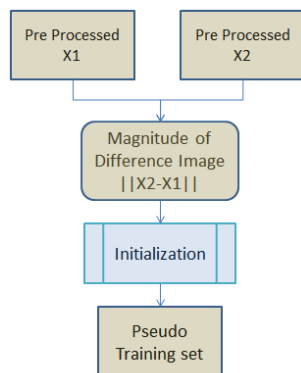 Pre Processed
X1
Pre Processed
X2
Magnitude of
Difference Image
||X2-X1||
Initialization
Pseudo
Training set